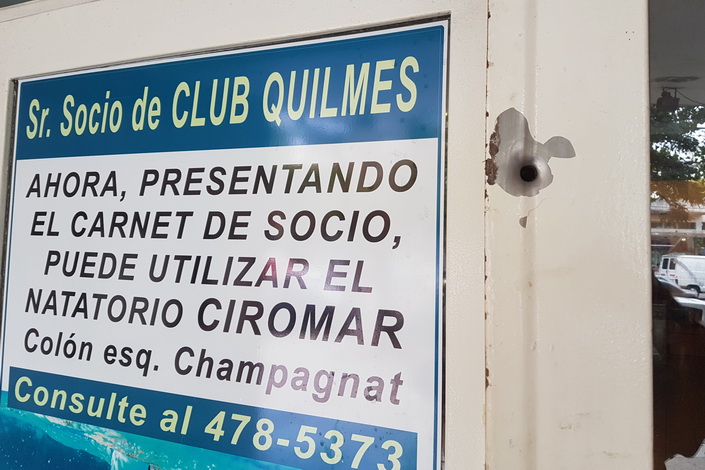 Sr. Socio de CLUB QUILMES
AHORA, PRESENTANDO
EL CARNET DE SOCIO,
PUEDE UTILIZAR EL
NATATORIO CIROMAR
Colón esq. Champagnat
Consulte al 478-5373